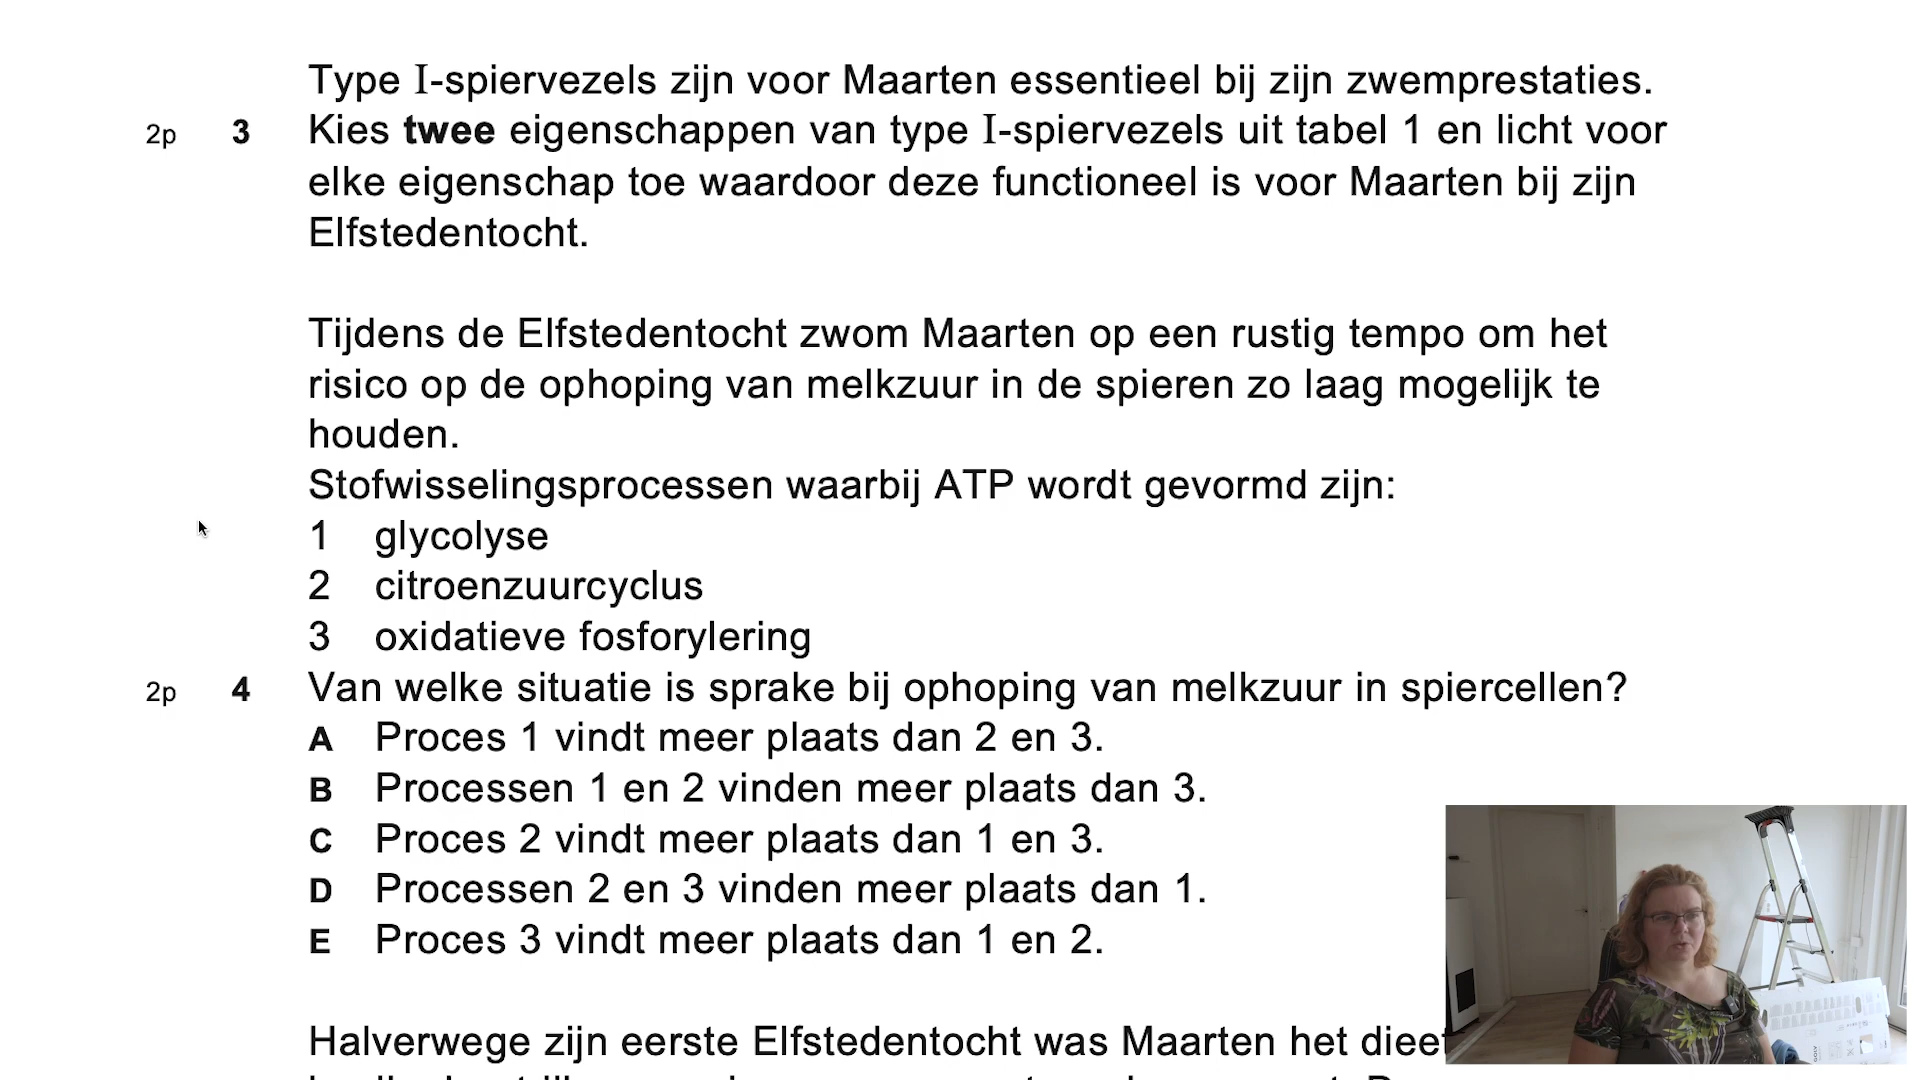 Type I-spiervezels zijn voor Maarten essentieel bij zijn zwemprestaties.
2p 3 Kies twee eigenschappen van type I-spiervezels uit tabel 1 en licht voor
elke eigenschap toe waardoor deze functioneel is voor Maarten bij zijn
Elfstedentocht.
Tijdens de Elfstedentocht zwom Maarten op een rustig tempo om het
risico op de ophoping van melkzuur in de spieren zo laag mogelijk te
houden.
Stofwisselingsprocessen waarbij ATP wordt gevormd zijn:
1 glycolyse
2 citroenzuurcyclus
3 oxidatieve fosforylering
2p 4 Van welke situatie is sprake bij ophoping van melkzuur in spiercellen?
A Proces 1 vindt meer plaats dan 2 en 3.
B Processen 1 en 2 vinden meer plaats dan 3.
C Proces 2 vindt meer plaats dan 1 en 3.
D Processen 2 en 3 vinden meer plaats dan 1.
E Proces 3 vindt meer plaats dan 1 en 2.
Halverwege zijn eerste Elfstedentocht was Maarten het